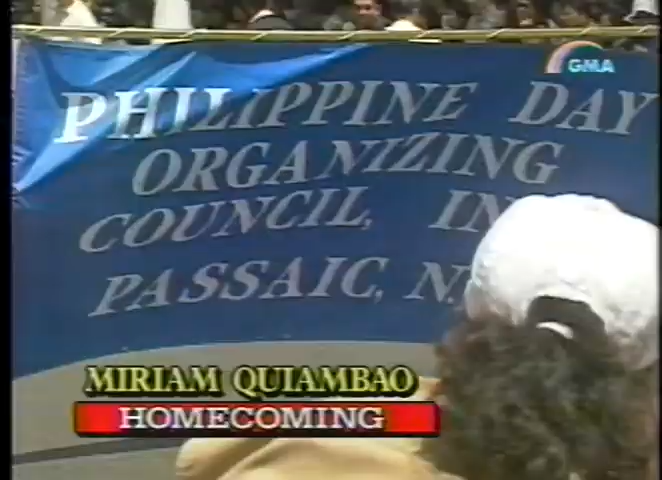 GMA
PHILIPPINE DAY
ORGANIZING
COUNCIL, IN
PASSAIC, N.
MIRIAM QUIAMBAO
HOMECOMING